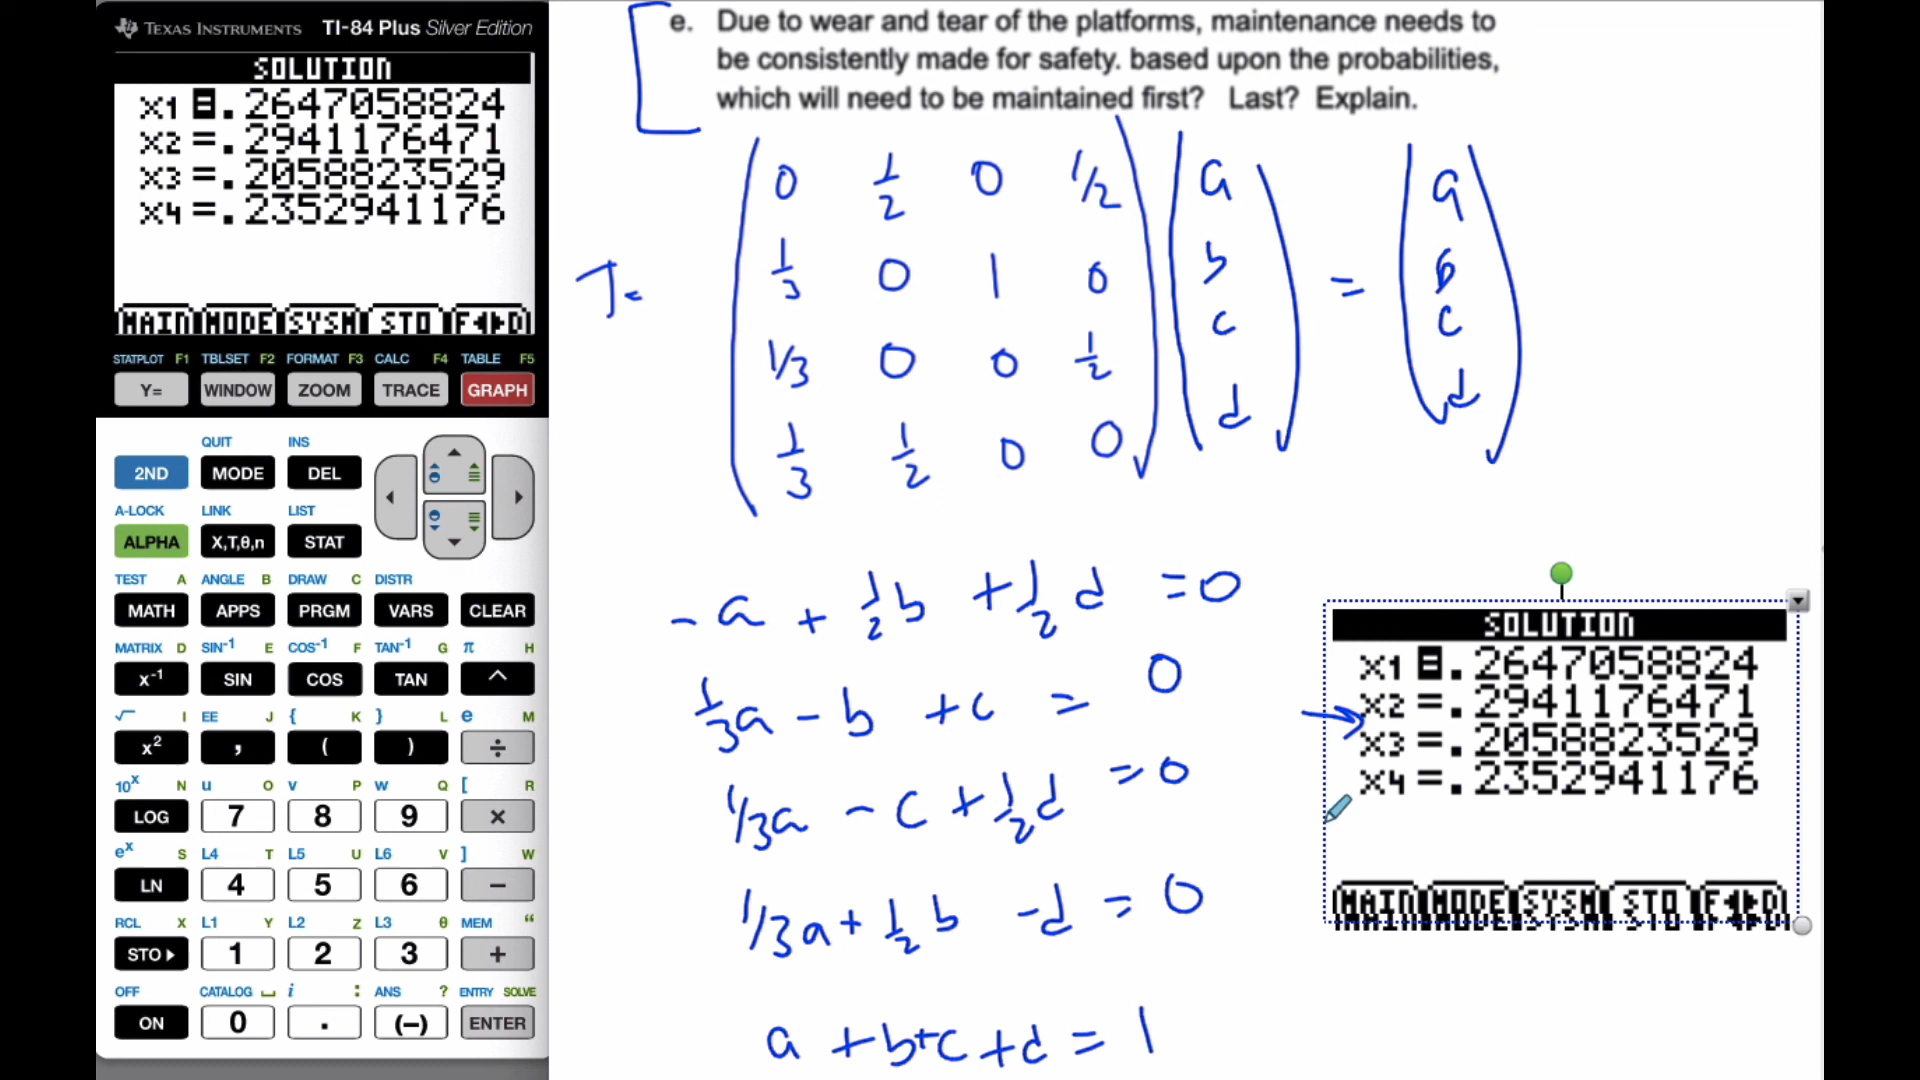 TEXAS INSTRUMENTS TI-84 Plus Silver Edition
SOLUTION
x1=.2647058824
x2=.2941176471
x3=.2058823529
x4=.2352941176
MAIN MODE SYSM STO F◄►D
STATPLOT F1 TBLSET F2 FORMAT F3 CALC F4 TABLE F5
Y= WINDOW ZOOM TRACE GRAPH
QUIT INS
2ND MODE DEL
A-LOCK LINK LIST
ALPHA X,T,θ,n STAT
TEST A ANGLE B DRAW C DISTR
MATH APPS PRGM VARS CLEAR
MATRIX D SIN⁻¹ E COS⁻¹ F TAN⁻¹ G π H
x⁻¹ SIN COS TAN ^
√ I EE J { K } L e M
x² , ( ) ÷
10ˣ N u O v P w Q [ R
LOG 7 8 9 ×
eˣ S L4 T L5 U L6 V ] W
LN 4 5 6 −
RCL X L1 Y L2 Z L3 θ MEM “
STO► 1 2 3 +
OFF CATALOG ⎵ i : ANS ? ENTRY SOLVE
ON 0 . (−) ENTER
e. Due to wear and tear of the platforms, maintenance needs to
be consistently made for safety. based upon the probabilities,
which will need to be maintained first? Last? Explain.
0 1/2 0 1/2 a a
T= 1/3 0 1 0 b = b
1/3 0 0 1/2 c c
1/3 1/2 0 0 d d
-a + 1/2 b + 1/2 d = 0
1/3 a - b + c = 0
1/3 a - c + 1/2 d = 0
1/3 a + 1/2 b - d = 0
a + b + c + d = 1
SOLUTION
x1=.2647058824
x2=.2941176471
x3=.2058823529
x4=.2352941176
MAIN MODE SYSM STO F◄►D